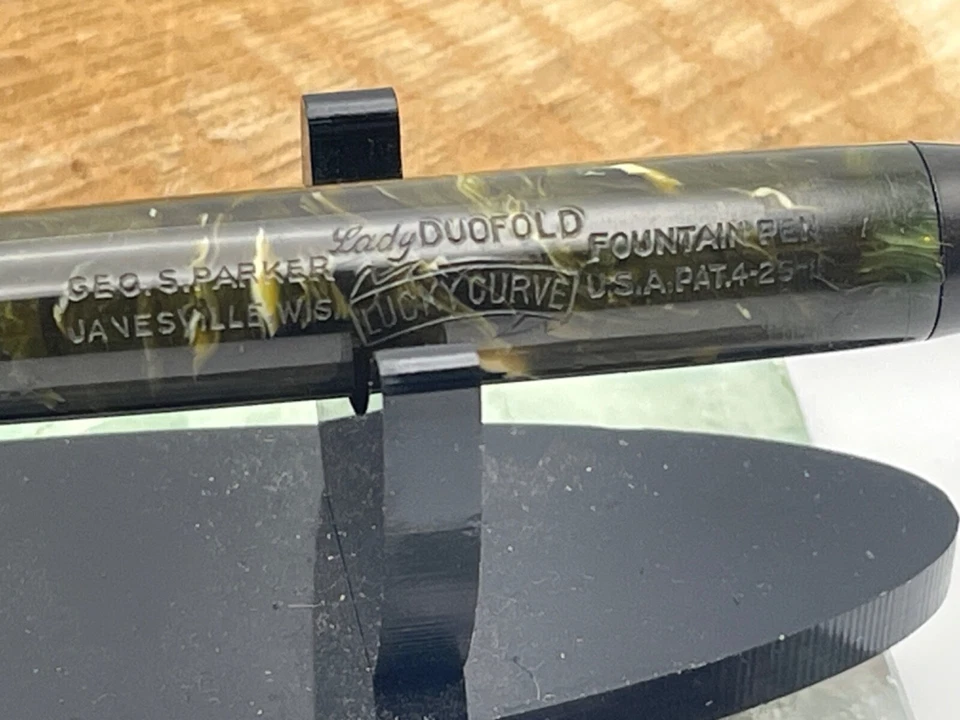 GEO. S. PARKER
JANESVILLE WIS.
Lady DUOFOLD
LUCKY CURVE
FOUNTAIN PEN
U.S.A. PAT. 4-25-